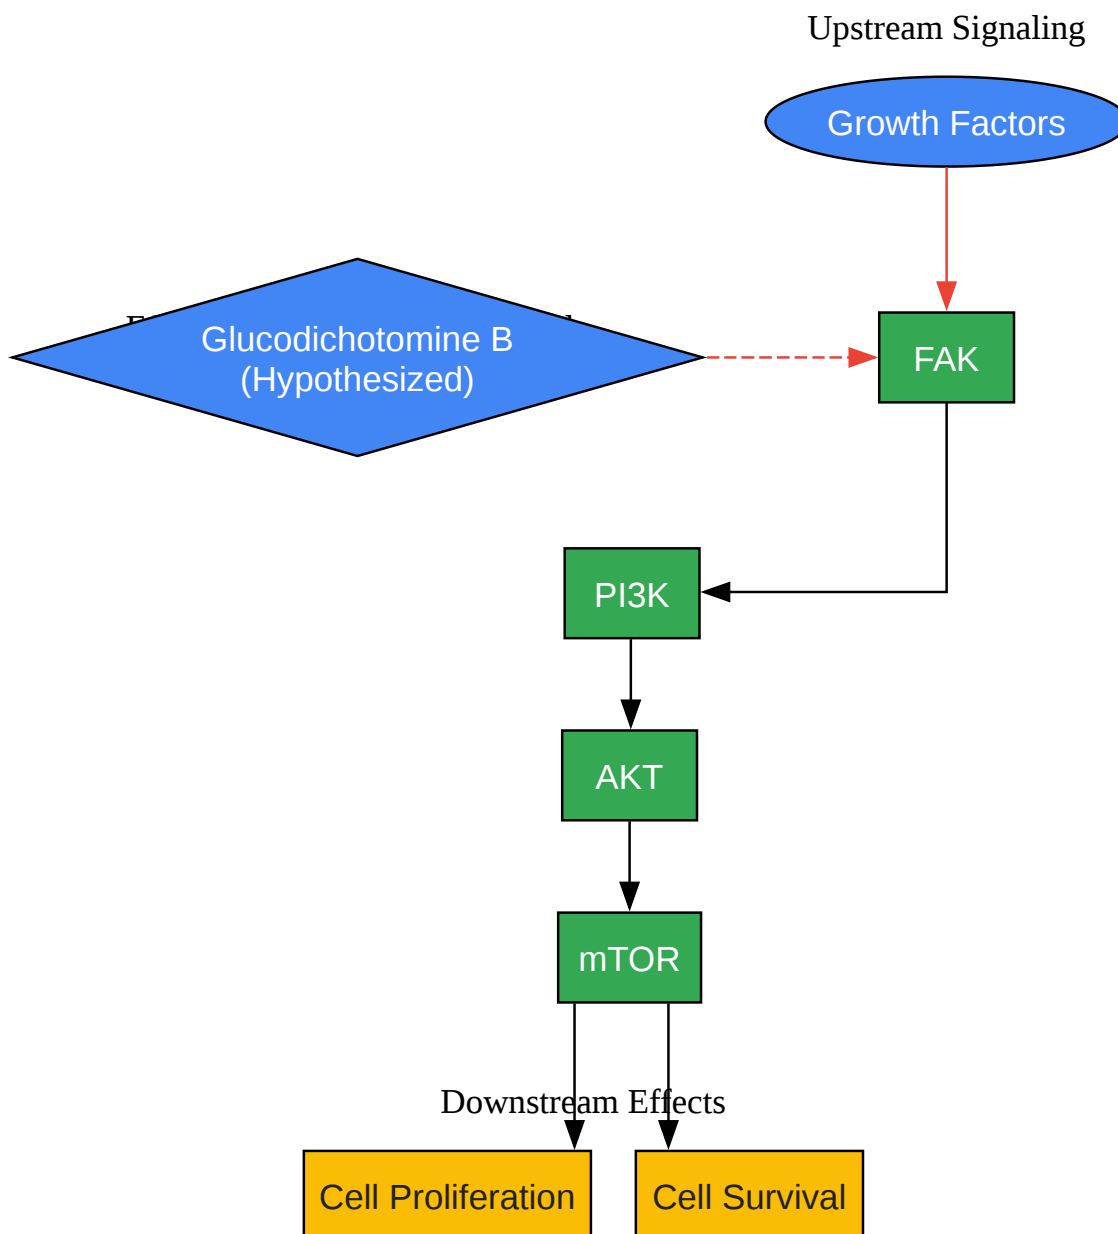 Upstream Signaling
Growth Factors
Glucodichotomine B
(Hypothesized)
FAK
PI3K
AKT
mTOR
Downstream Effects
Cell Proliferation
Cell Survival